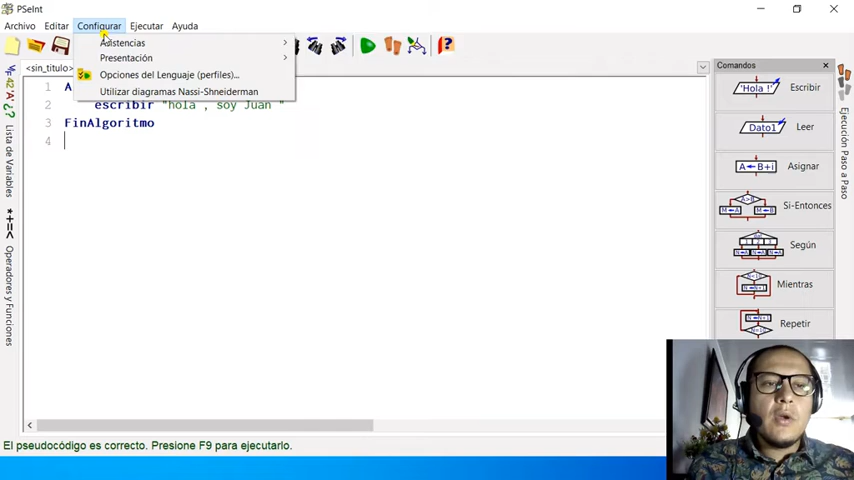 PSeInt
Archivo Editar Configurar Ejecutar Ayuda
Asistencias
Presentación
Opciones del Lenguaje (perfiles)...
Utilizar diagramas Nassi-Shneiderman
<sin_titulo>
1 A
escribir "hola , soy Juan "
3 FinAlgoritmo
4
Lista de Variables
Operadores y Funciones
Comandos
'Hola !' Escribir
Dato1 Leer
A B+i Asignar
A>B
M A M B
Si-Entonces
Según
Mientras
Repetir
Ejecución Paso a Paso
El pseudocódigo es correcto. Presione F9 para ejecutarlo.